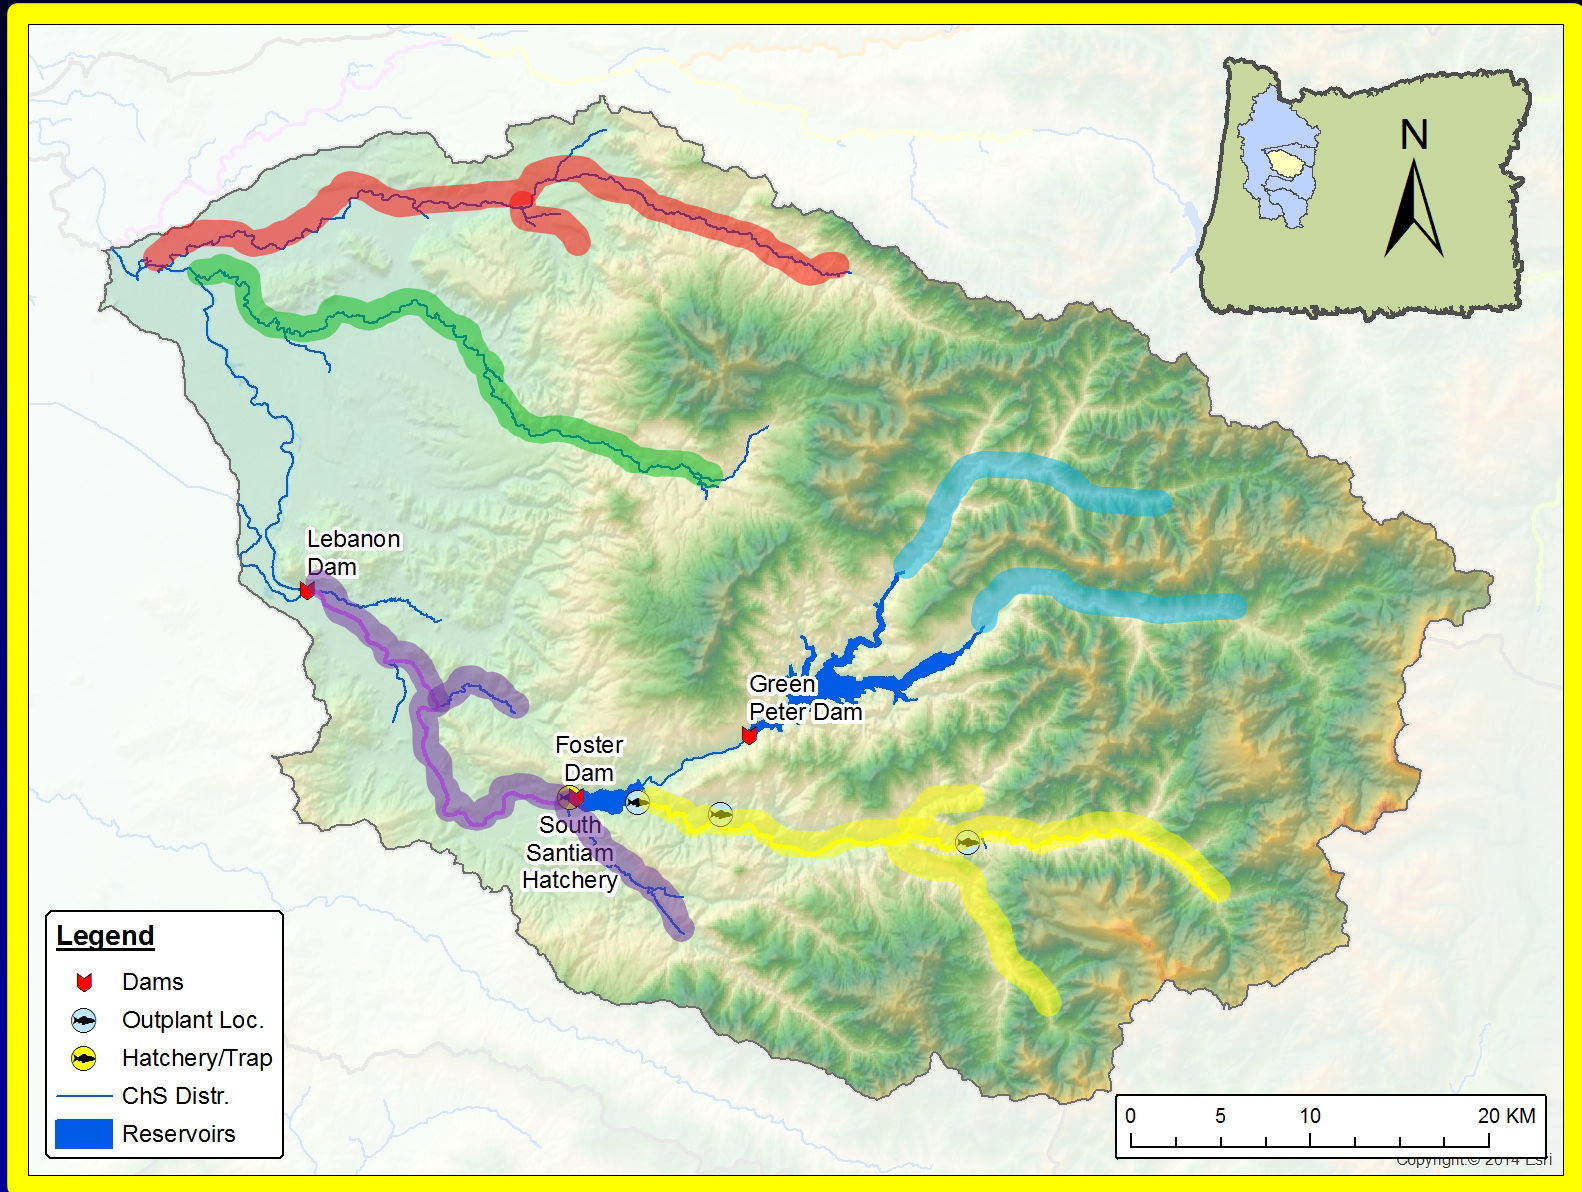 N
Lebanon
Dam
Green
Peter Dam
Foster
Dam
South
Santiam
Hatchery
Legend
Dams
Outplant Loc.
Hatchery/Trap
ChS Distr.
Reservoirs
0 5 10 20 KM
Copyright:© 2014 Esri